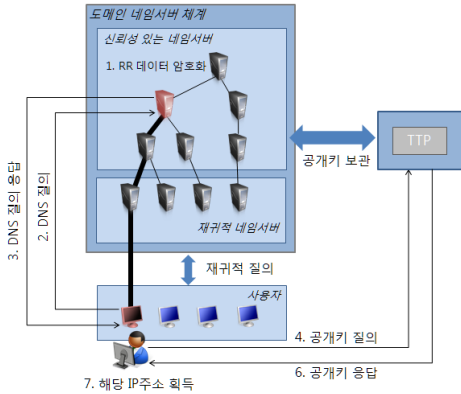 도메인 네임서버 체계
신뢰성 있는 네임서버
1. RR 데이터 암호화
TTP
공개키 보관
3. DNS 질의 응답
2. DNS 질의
재귀적 네임서버
재귀적 질의
사용자
4. 공개키 질의
6. 공개키 응답
7. 해당 IP주소 획득